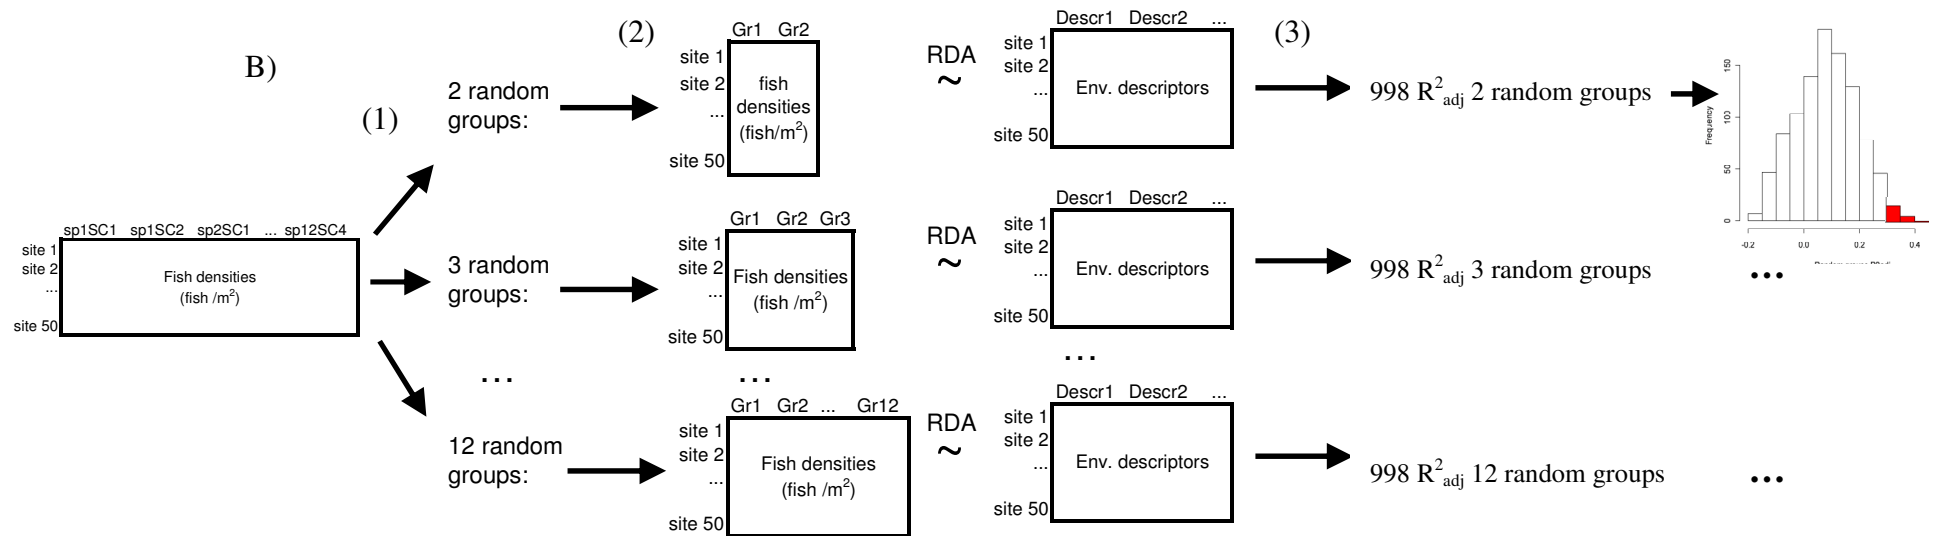 B)
(1)
(2)
(3)
sp1SC1 sp1SC2 sp2SC1 ... sp12SC4
site 1
site 2
...
site 50
Fish densities
(fish /m²)
2 random
groups:
Gr1 Gr2
site 1
site 2
...
site 50
fish
densities
(fish/m²)
RDA
~
Descr1 Descr2 ...
site 1
site 2
...
site 50
Env. descriptors
998 R²adj 2 random groups
Frequency
150
100
50
0
-0.2 0.0 0.2 0.4
3 random
groups:
Gr1 Gr2 Gr3
site 1
site 2
...
site 50
Fish densities
(fish /m²)
RDA
~
Descr1 Descr2 ...
site 1
site 2
...
site 50
Env. descriptors
998 R²adj 3 random groups
...
...
...
...
12 random
groups:
Gr1 Gr2 ... Gr12
site 1
site 2
...
site 50
Fish densities
(fish /m²)
RDA
~
Descr1 Descr2 ...
site 1
site 2
...
site 50
Env. descriptors
998 R²adj 12 random groups
...